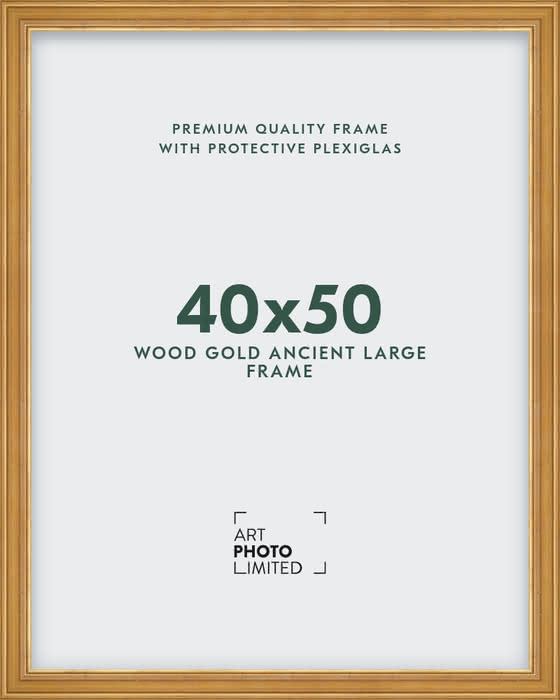 PREMIUM QUALITY FRAME
WITH PROTECTIVE PLEXIGLAS
40x50
WOOD GOLD ANCIENT LARGE
FRAME
ART
PHOTO
LIMITED